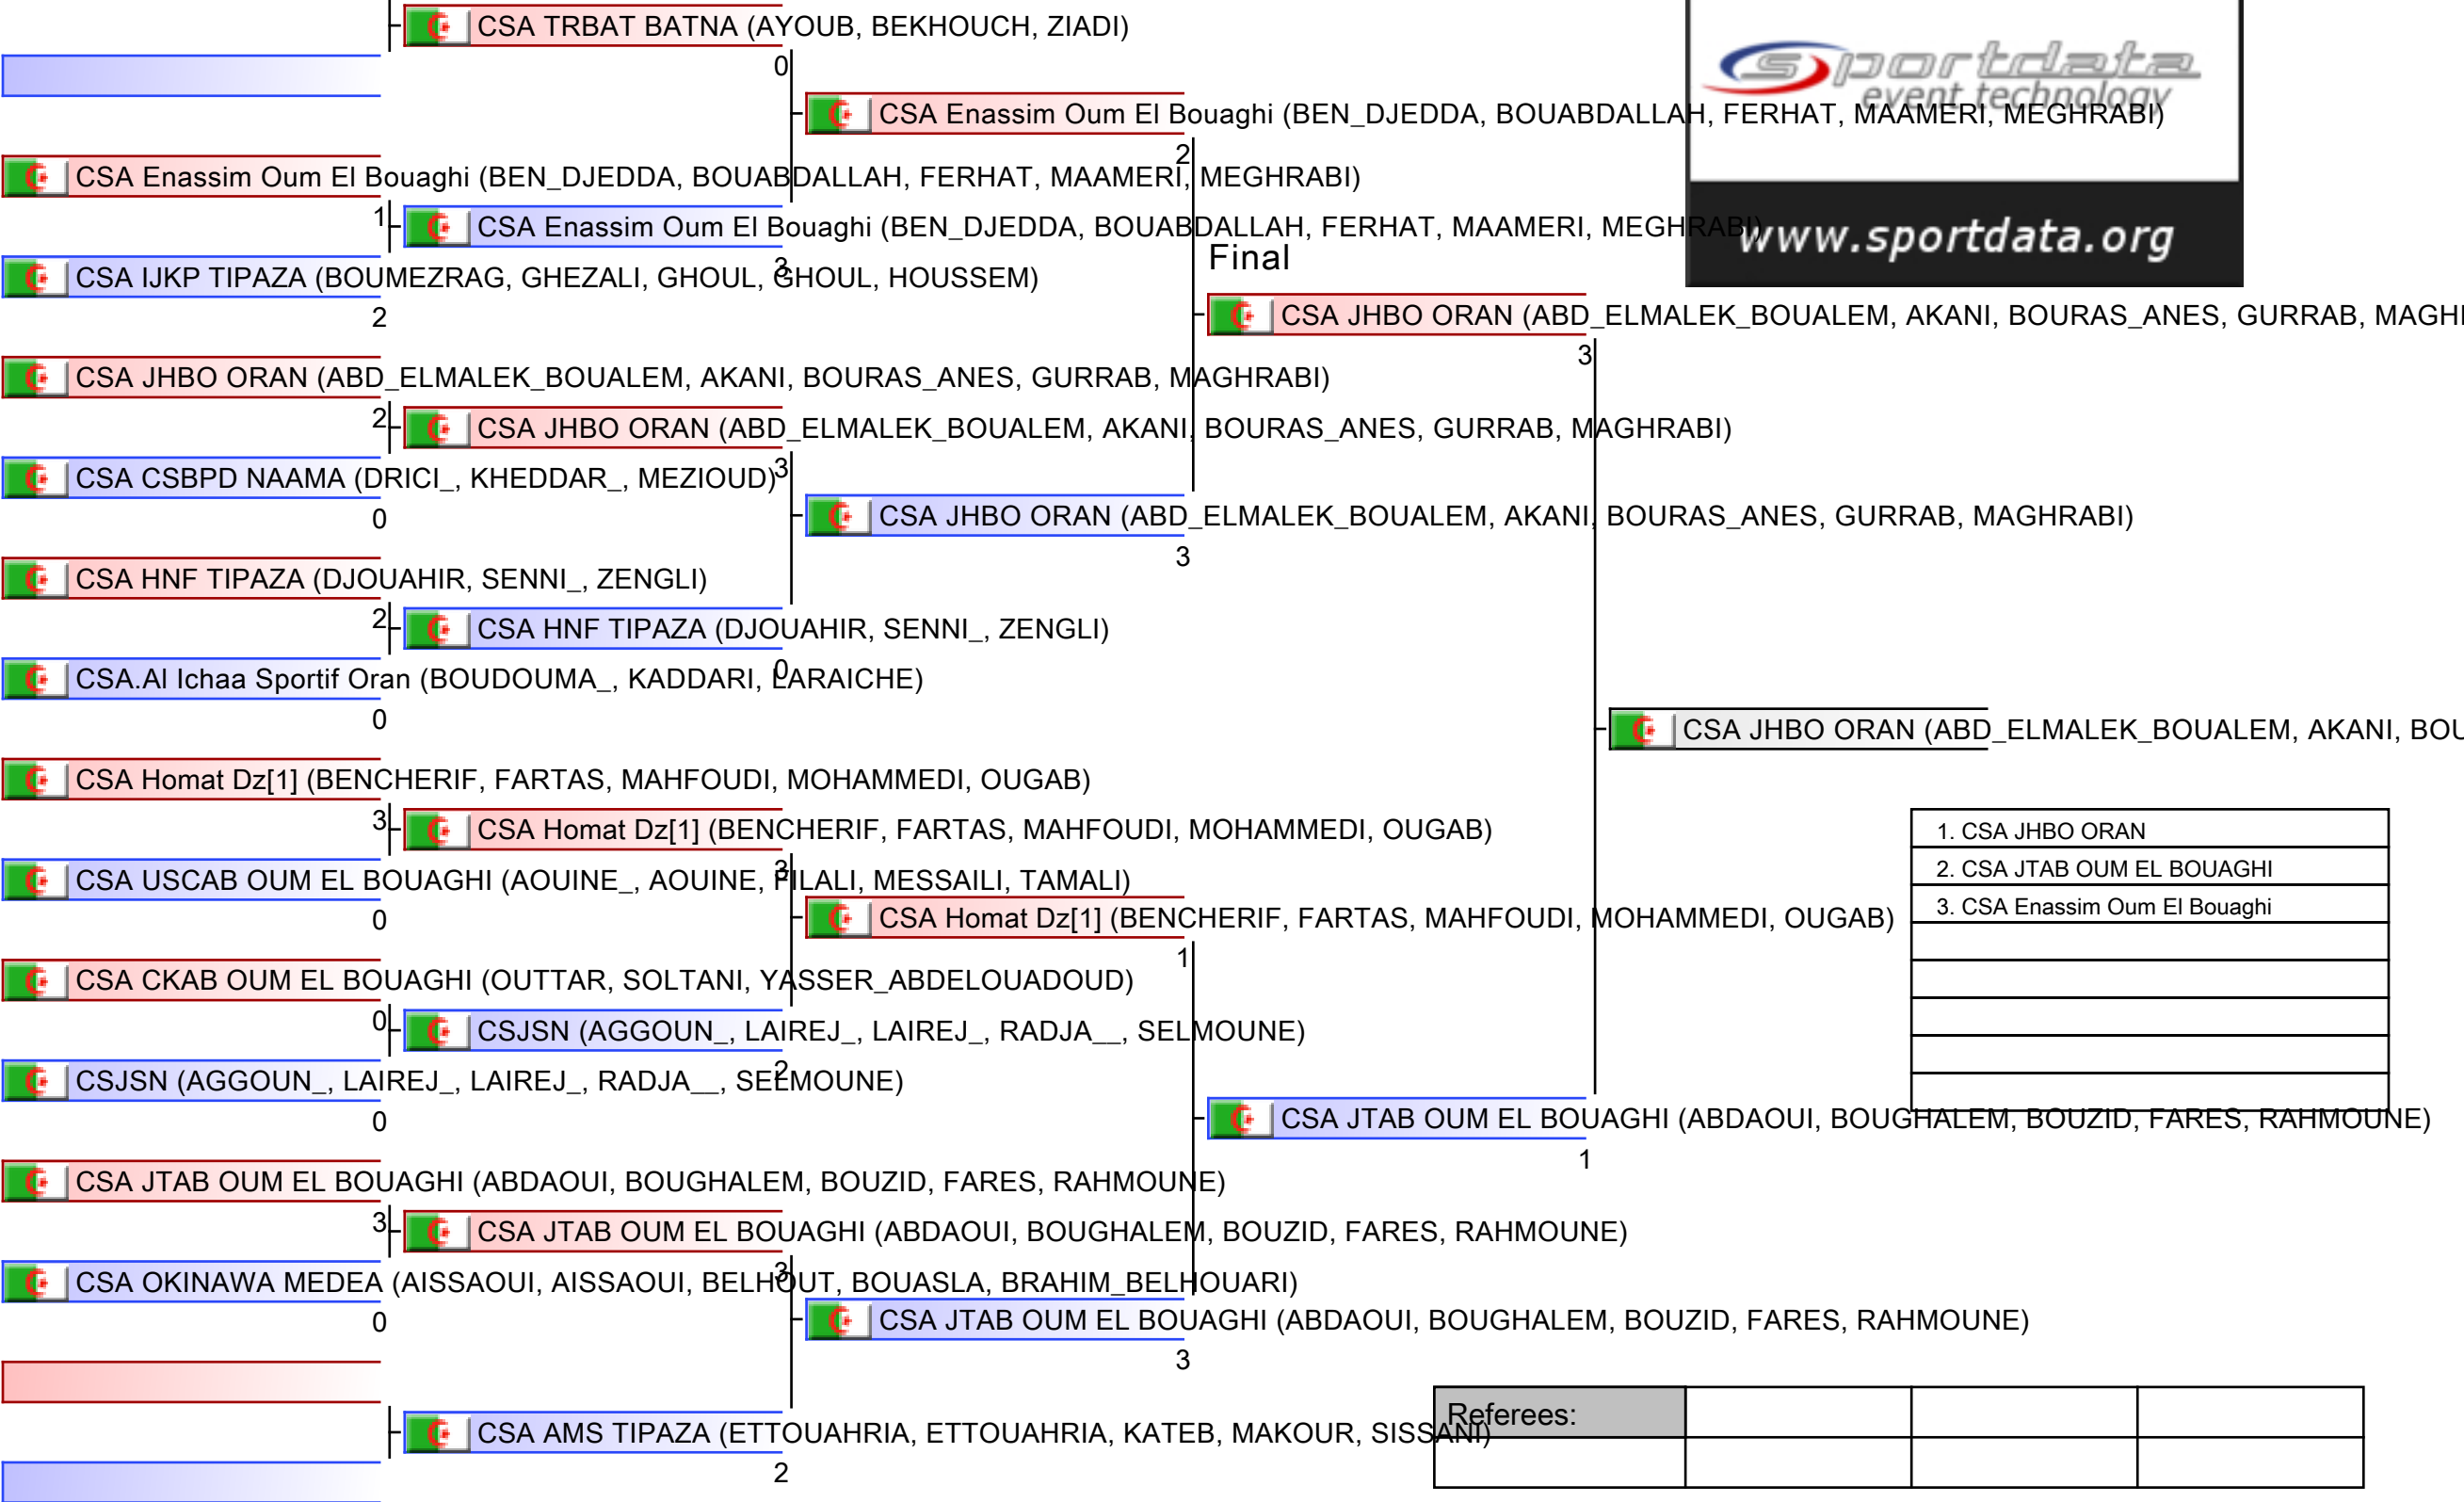 CSA TRBAT BATNA (AYOUB, BEKHOUCH, ZIADI)
0
sportdata
event technology
CSA Enassim Oum El Bouaghi (BEN_DJEDDA, BOUABDALLAH, FERHAT, MAAMERI, MEGHRABI)
2
CSA Enassim Oum El Bouaghi (BEN_DJEDDA, BOUABDALLAH, FERHAT, MAAMERI, MEGHRABI)
1
CSA Enassim Oum El Bouaghi (BEN_DJEDDA, BOUABDALLAH, FERHAT, MAAMERI, MEGHRABI)
3
www.sportdata.org
Final
CSA IJKP TIPAZA (BOUMEZRAG, GHEZALI, GHOUL, GHOUL, HOUSSEM)
2
CSA JHBO ORAN (ABD_ELMALEK_BOUALEM, AKANI, BOURAS_ANES, GURRAB, MAGH
3
CSA JHBO ORAN (ABD_ELMALEK_BOUALEM, AKANI, BOURAS_ANES, GURRAB, MAGHRABI)
2
CSA JHBO ORAN (ABD_ELMALEK_BOUALEM, AKANI, BOURAS_ANES, GURRAB, MAGHRABI)
3
CSA CSBPD NAAMA (DRICI_, KHEDDAR_, MEZIOUD)
0
CSA JHBO ORAN (ABD_ELMALEK_BOUALEM, AKANI, BOURAS_ANES, GURRAB, MAGHRABI)
3
CSA HNF TIPAZA (DJOUAHIR, SENNI_, ZENGLI)
2
CSA HNF TIPAZA (DJOUAHIR, SENNI_, ZENGLI)
0
CSA.Al Ichaa Sportif Oran (BOUDOUMA_, KADDARI, LARAICHE)
0
CSA JHBO ORAN (ABD_ELMALEK_BOUALEM, AKANI, BOU
CSA Homat Dz[1] (BENCHERIF, FARTAS, MAHFOUDI, MOHAMMEDI, OUGAB)
3
CSA Homat Dz[1] (BENCHERIF, FARTAS, MAHFOUDI, MOHAMMEDI, OUGAB)
3
CSA USCAB OUM EL BOUAGHI (AOUINE_, AOUINE, FILALI, MESSAILI, TAMALI)
0
CSA Homat Dz[1] (BENCHERIF, FARTAS, MAHFOUDI, MOHAMMEDI, OUGAB)
1
1. CSA JHBO ORAN
2. CSA JTAB OUM EL BOUAGHI
3. CSA Enassim Oum El Bouaghi
CSA CKAB OUM EL BOUAGHI (OUTTAR, SOLTANI, YASSER_ABDELOUADOUD)
0
CSJSN (AGGOUN_, LAIREJ_, LAIREJ_, RADJA__, SELMOUNE)
2
CSJSN (AGGOUN_, LAIREJ_, LAIREJ_, RADJA__, SELMOUNE)
0
CSA JTAB OUM EL BOUAGHI (ABDAOUI, BOUGHALEM, BOUZID, FARES, RAHMOUNE)
1
CSA JTAB OUM EL BOUAGHI (ABDAOUI, BOUGHALEM, BOUZID, FARES, RAHMOUNE)
3
CSA JTAB OUM EL BOUAGHI (ABDAOUI, BOUGHALEM, BOUZID, FARES, RAHMOUNE)
3
CSA OKINAWA MEDEA (AISSAOUI, AISSAOUI, BELHOUT, BOUASLA, BRAHIM_BELHOUARI)
0
CSA JTAB OUM EL BOUAGHI (ABDAOUI, BOUGHALEM, BOUZID, FARES, RAHMOUNE)
3
CSA AMS TIPAZA (ETTOUAHRIA, ETTOUAHRIA, KATEB, MAKOUR, SISSANI)
2
Referees: